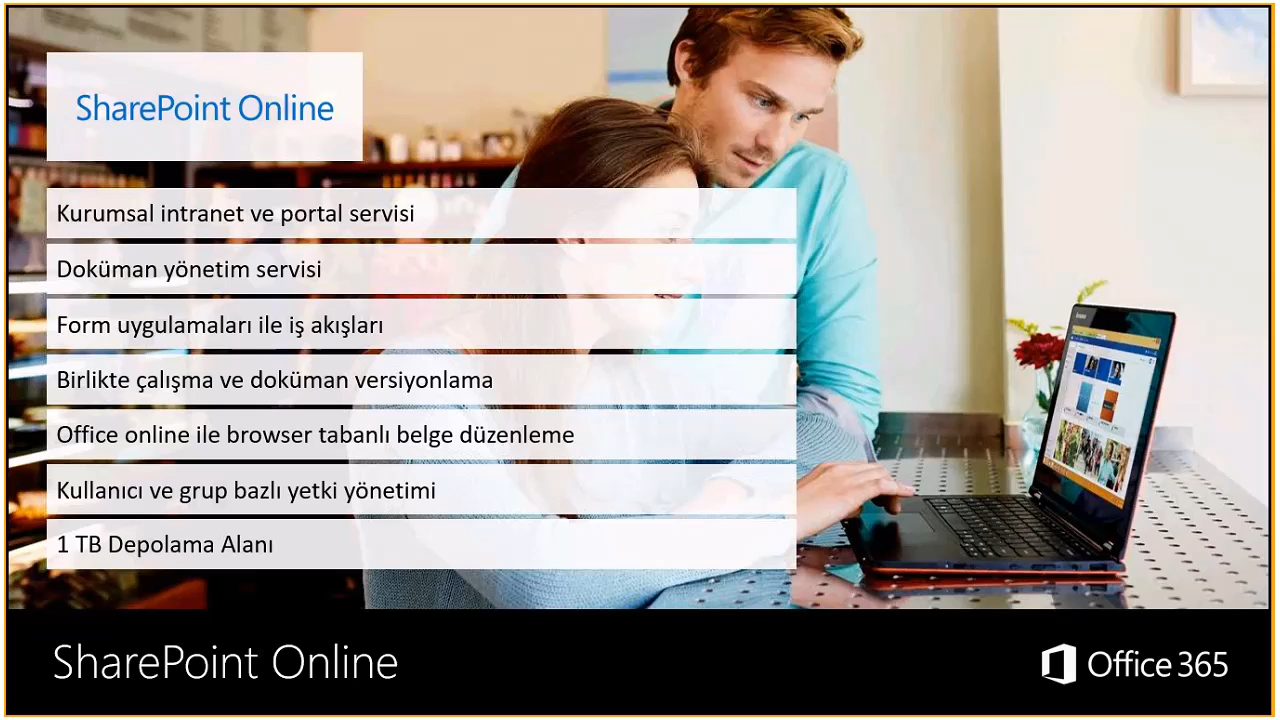 SharePoint Online
Kurumsal intranet ve portal servisi
Doküman yönetim servisi
Form uygulamaları ile iş akışları
Birlikte çalışma ve doküman versiyonlama
Office online ile browser tabanlı belge düzenleme
Kullanıcı ve grup bazlı yetki yönetimi
1 TB Depolama Alanı
SharePoint Online
Office 365